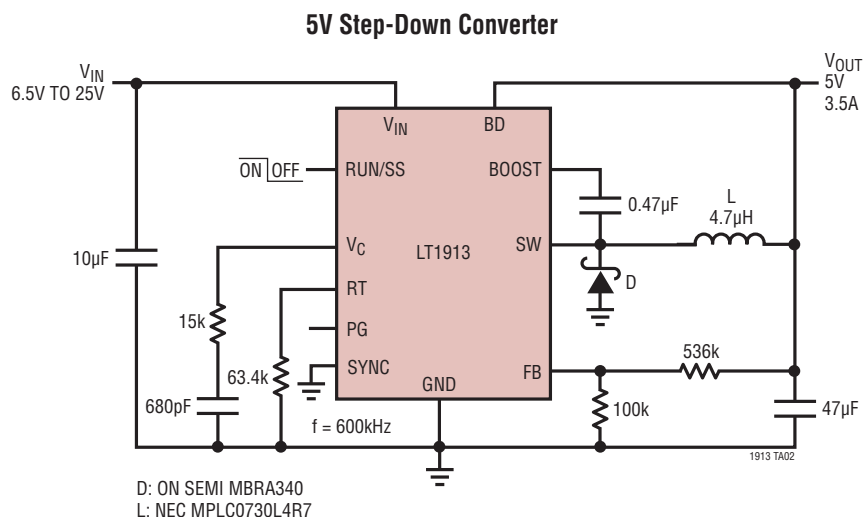 5V Step-Down Converter
VIN
6.5V TO 25V
VOUT
5V
3.5A
VIN
BD
ON OFF
RUN/SS
BOOST
0.47µF
L
4.7µH
10µF
VC
LT1913
SW
D
RT
15k
PG
63.4k
SYNC
FB
536k
680pF
GND
100k
47µF
f = 600kHz
1913 TA02
D: ON SEMI MBRA340
L: NEC MPLC0730L4R7